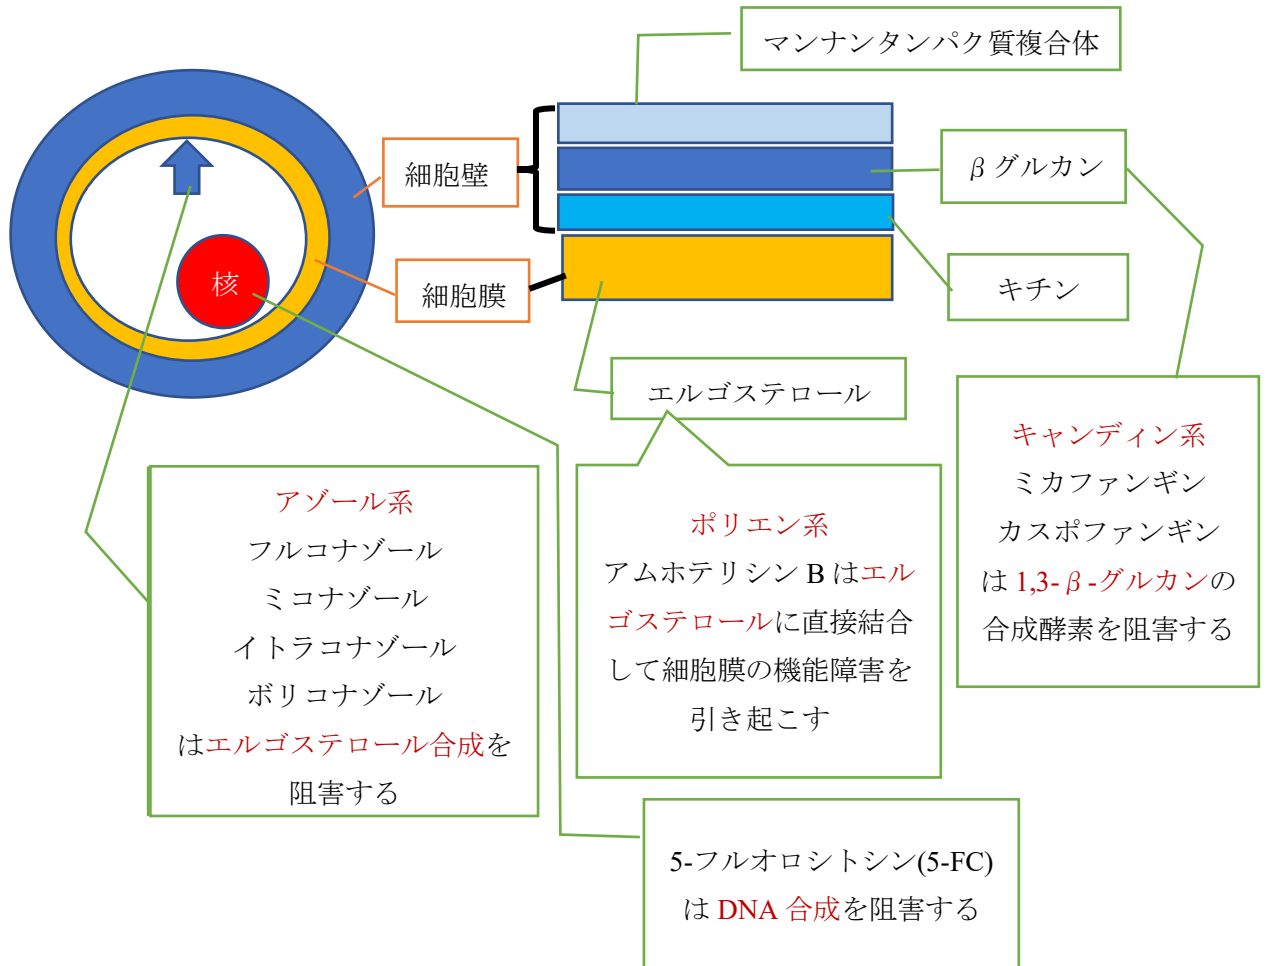 マンナンタンパク質複合体
細胞壁
βグルカン
核
細胞膜
キチン
エルゴステロール
アゾール系
フルコナゾール
ミコナゾール
イトラコナゾール
ボリコナゾール
はエルゴステロール合成を
阻害する
ポリエン系
アムホテリシン B はエル
ゴステロールに直接結合
して細胞膜の機能障害を
引き起こす
キャンディン系
ミカファンギン
カスポファンギン
は 1,3-β-グルカンの
合成酵素を阻害する
5-フルオロシトシン(5-FC)
は DNA 合成を阻害する